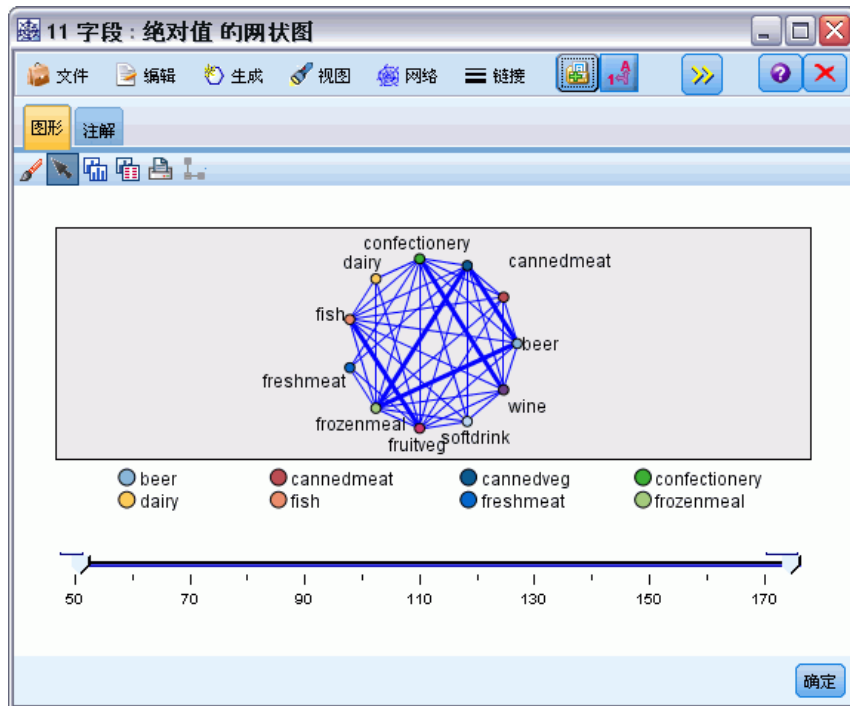 11 字段 : 绝对值 的网状图
文件 编辑 生成 视图 网络 链接
图形 注解
confectionery
dairy cannedmeat
fish beer
freshmeat wine
frozenmeal softdrink
fruitveg
beer cannedmeat cannedveg confectionery
dairy fish freshmeat frozenmeal
50 70 90 110 130 150 170
确定